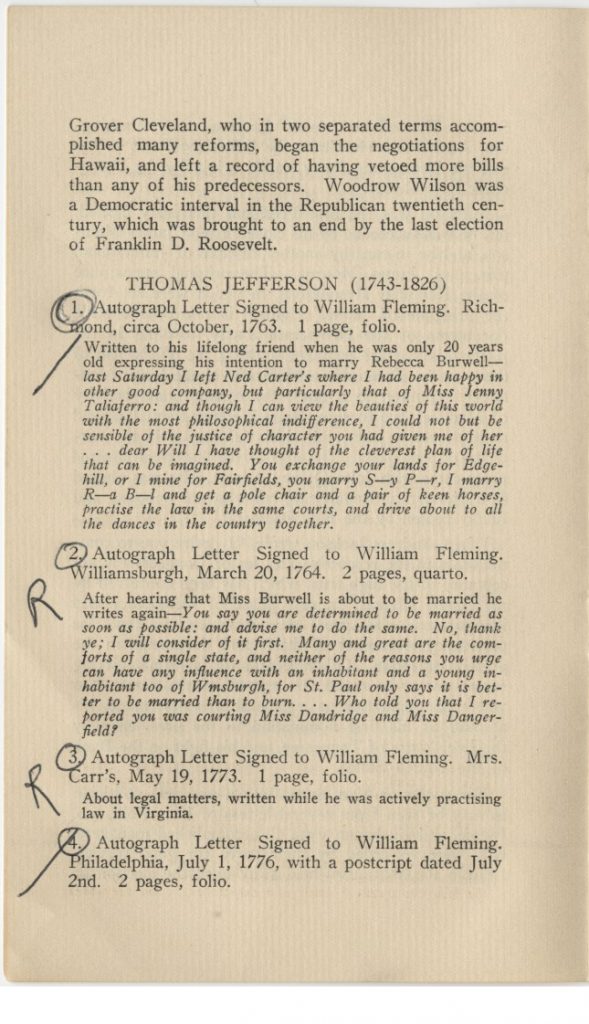 Grover Cleveland, who in two separated terms accom-
plished many reforms, began the negotiations for
Hawaii, and left a record of having vetoed more bills
than any of his predecessors. Woodrow Wilson was
a Democratic interval in the Republican twentieth cen-
tury, which was brought to an end by the last election
of Franklin D. Roosevelt.
THOMAS JEFFERSON (1743-1826)
1. Autograph Letter Signed to William Fleming. Rich-
mond, circa October, 1763. 1 page, folio.
Written to his lifelong friend when he was only 20 years
old expressing his intention to marry Rebecca Burwell—
last Saturday I left Ned Carter's where I had been happy in
other good company, but particularly that of Miss Jenny
Taliaferro: and though I can view the beauties of this world
with the most philosophical indifference, I could not but be
sensible of the justice of character you had given me of her
. . . dear Will I have thought of the cleverest plan of life
that can be imagined. You exchange your lands for Edge-
hill, or I mine for Fairfields, you marry S—y P—r, I marry
R—a B—l and get a pole chair and a pair of keen horses,
practise the law in the same courts, and drive about to all
the dances in the country together.
2. Autograph Letter Signed to William Fleming.
Williamsburgh, March 20, 1764. 2 pages, quarto.
R
After hearing that Miss Burwell is about to be married he
writes again—You say you are determined to be married as
soon as possible: and advise me to do the same. No, thank
ye; I will consider of it first. Many and great are the com-
forts of a single state, and neither of the reasons you urge
can have any influence with an inhabitant and a young in-
habitant too of Wmsburgh, for St. Paul only says it is bet-
ter to be married than to burn. . . . Who told you that I re-
ported you was courting Miss Dandridge and Miss Danger-
field?
3. Autograph Letter Signed to William Fleming. Mrs.
Carr's, May 19, 1773. 1 page, folio.
R
About legal matters, written while he was actively practising
law in Virginia.
4. Autograph Letter Signed to William Fleming.
Philadelphia, July 1, 1776, with a postcript dated July
2nd. 2 pages, folio.